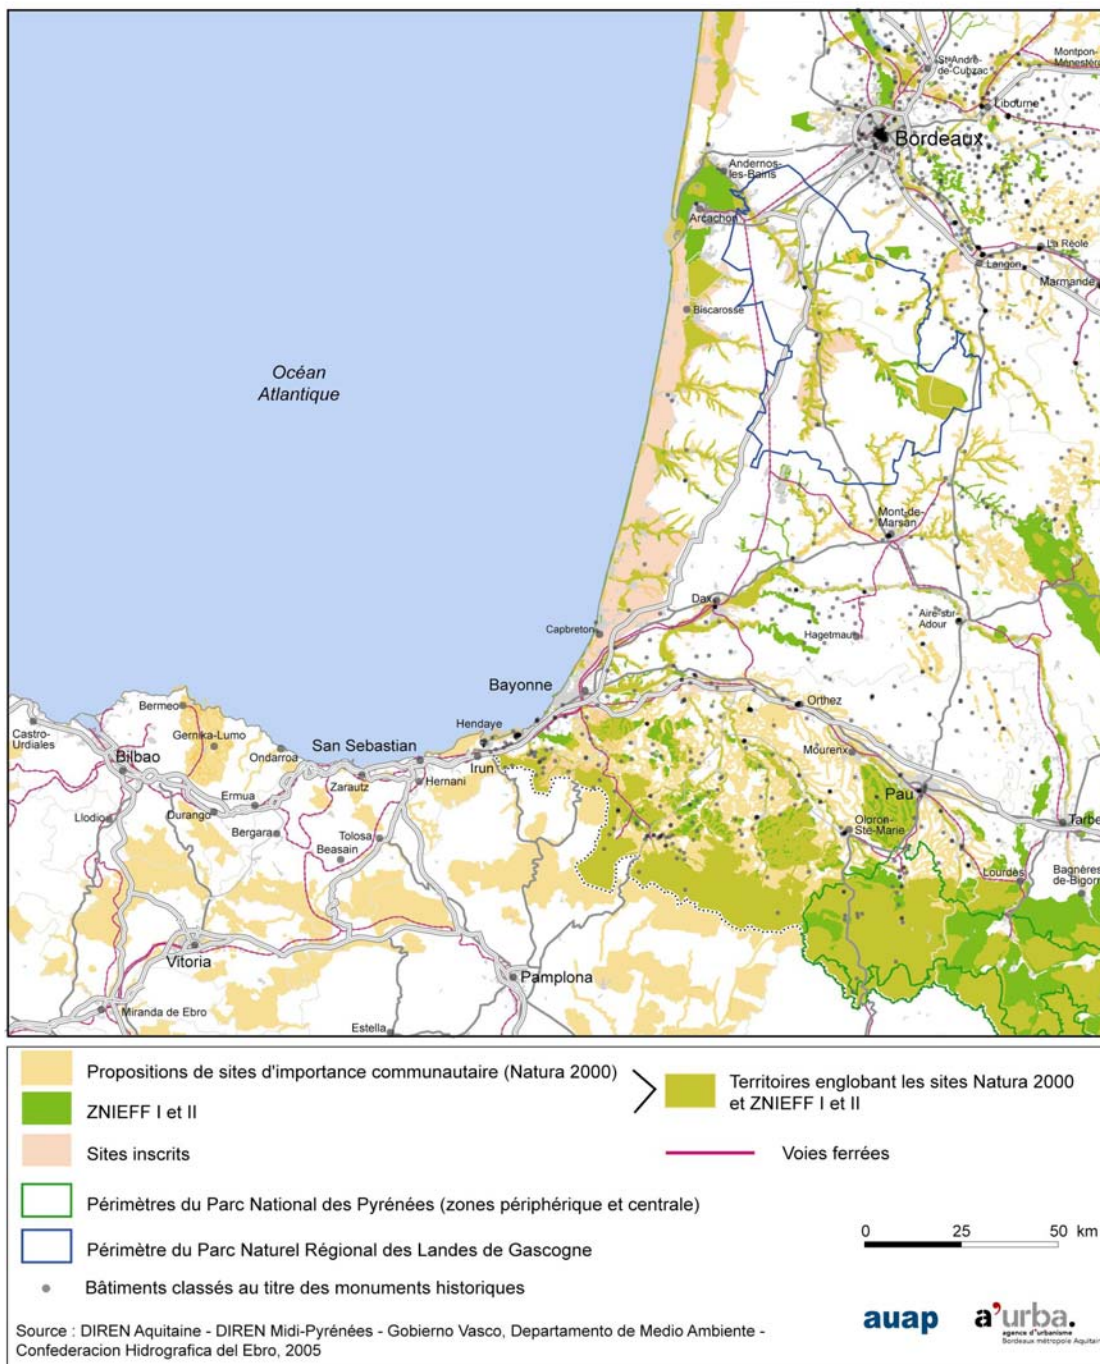 St-André-
de-Cubzac
Montpon-
Ménestéra
Libourne
Bordeaux
Andernos-
les-Bains
Arcachon
La Réole
Langon
Marmande
Biscarosse
Océan
Atlantique
Mont-de-
Marsan
Dax
Aire-sur-
Adour
Capbreton
Hagetmau
Bayonne
Bermeo
Orthez
Hendaye
Castro-
Urdiales
Gernika-Lumo
San Sebastian
Ondarroa
Mourenx
Bilbao
Irun
Zarautz
Hernani
Ermua
Pau
Durango
Llodio
Oloron-
Ste-Marie
Tarbe
Bergara
Tolosa
Beasain
Lourdes
Bagnères-
de-Bigorr
Vitoria
Pamplona
Miranda de Ebro
Estella
Propositions de sites d'importance communautaire (Natura 2000)
ZNIEFF I et II
Sites inscrits
Périmètres du Parc National des Pyrénées (zones périphérique et centrale)
Périmètre du Parc Naturel Régional des Landes de Gascogne
Bâtiments classés au titre des monuments historiques
Territoires englobant les sites Natura 2000
et ZNIEFF I et II
Voies ferrées
0 25 50 km
Source : DIREN Aquitaine - DIREN Midi-Pyrénées - Gobierno Vasco, Departamento de Medio Ambiente -
Confederacion Hidrografica del Ebro, 2005
auap
a'urba.
agence d'urbanisme
Bordeaux métropole Aquitain